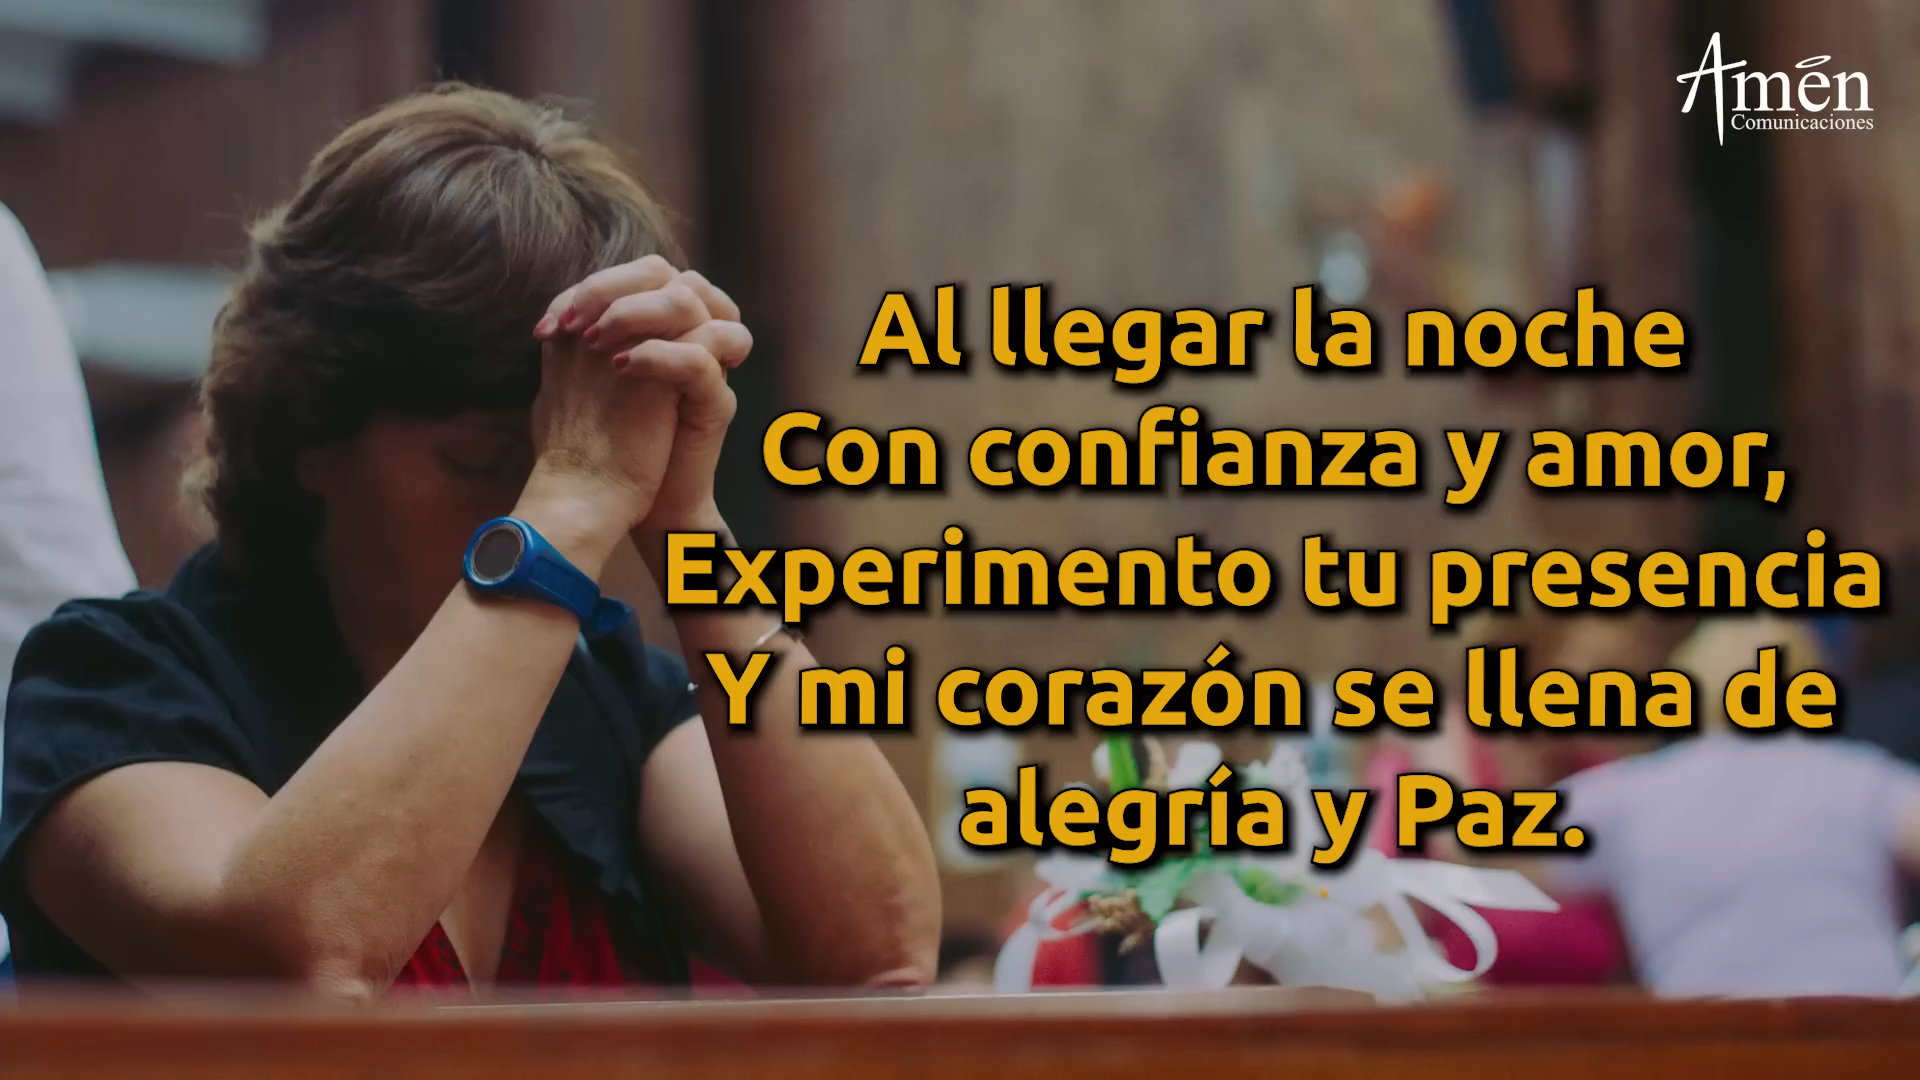 Amén
Comunicaciones
Al llegar la noche
Con confianza y amor,
Experimento tu presencia
Y mi corazón se llena de
alegría y Paz.